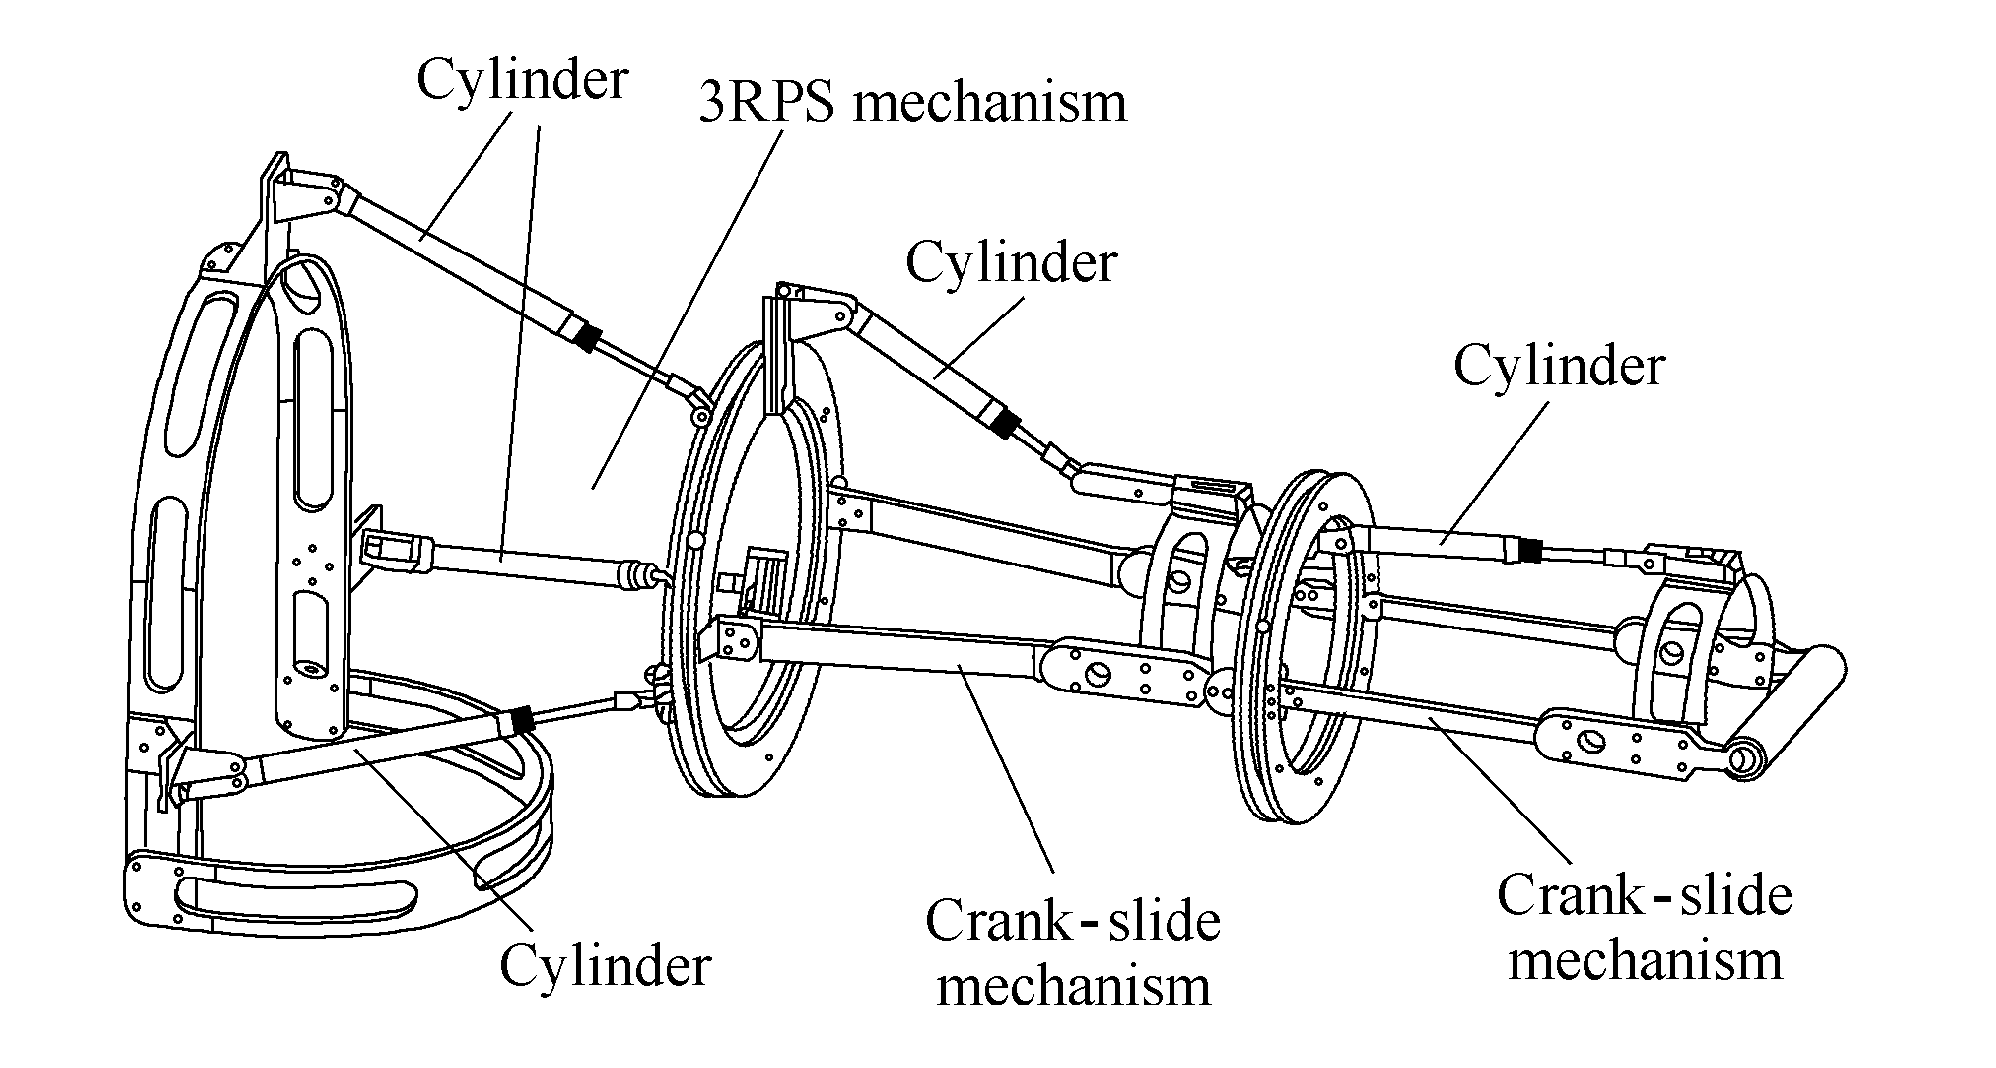 Cylinder
3RPS mechanism
Cylinder
Cylinder
Crank-slide
mechanism
Crank-slide
mechanism
Cylinder